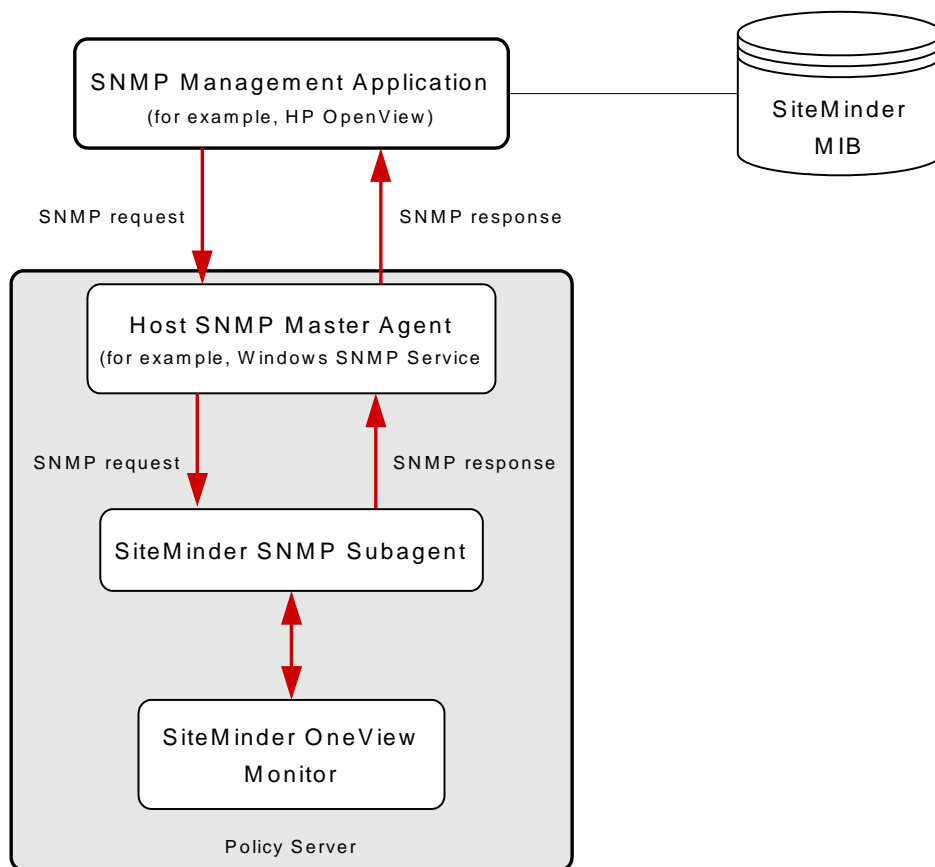 SNMP Management Application
(for example, HP OpenView)
SiteMinder
MIB
SNMP request
SNMP response
Host SNMP Master Agent
(for example, Windows SNMP Service
SNMP request
SNMP response
SiteMinder SNMP Subagent
SiteMinder OneView
Monitor
Policy Server